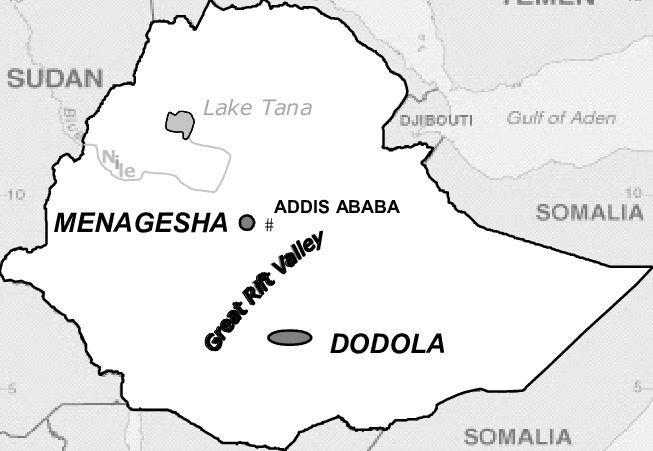 YEMEN
SUDAN
Lake Tana
Blue
Nile
DJIBOUTI
Gulf of Aden
10
10
ADDIS ABABA
MENAGESHA
#
SOMALIA
Great Rift Valley
DODOLA
5
5
SOMALIA